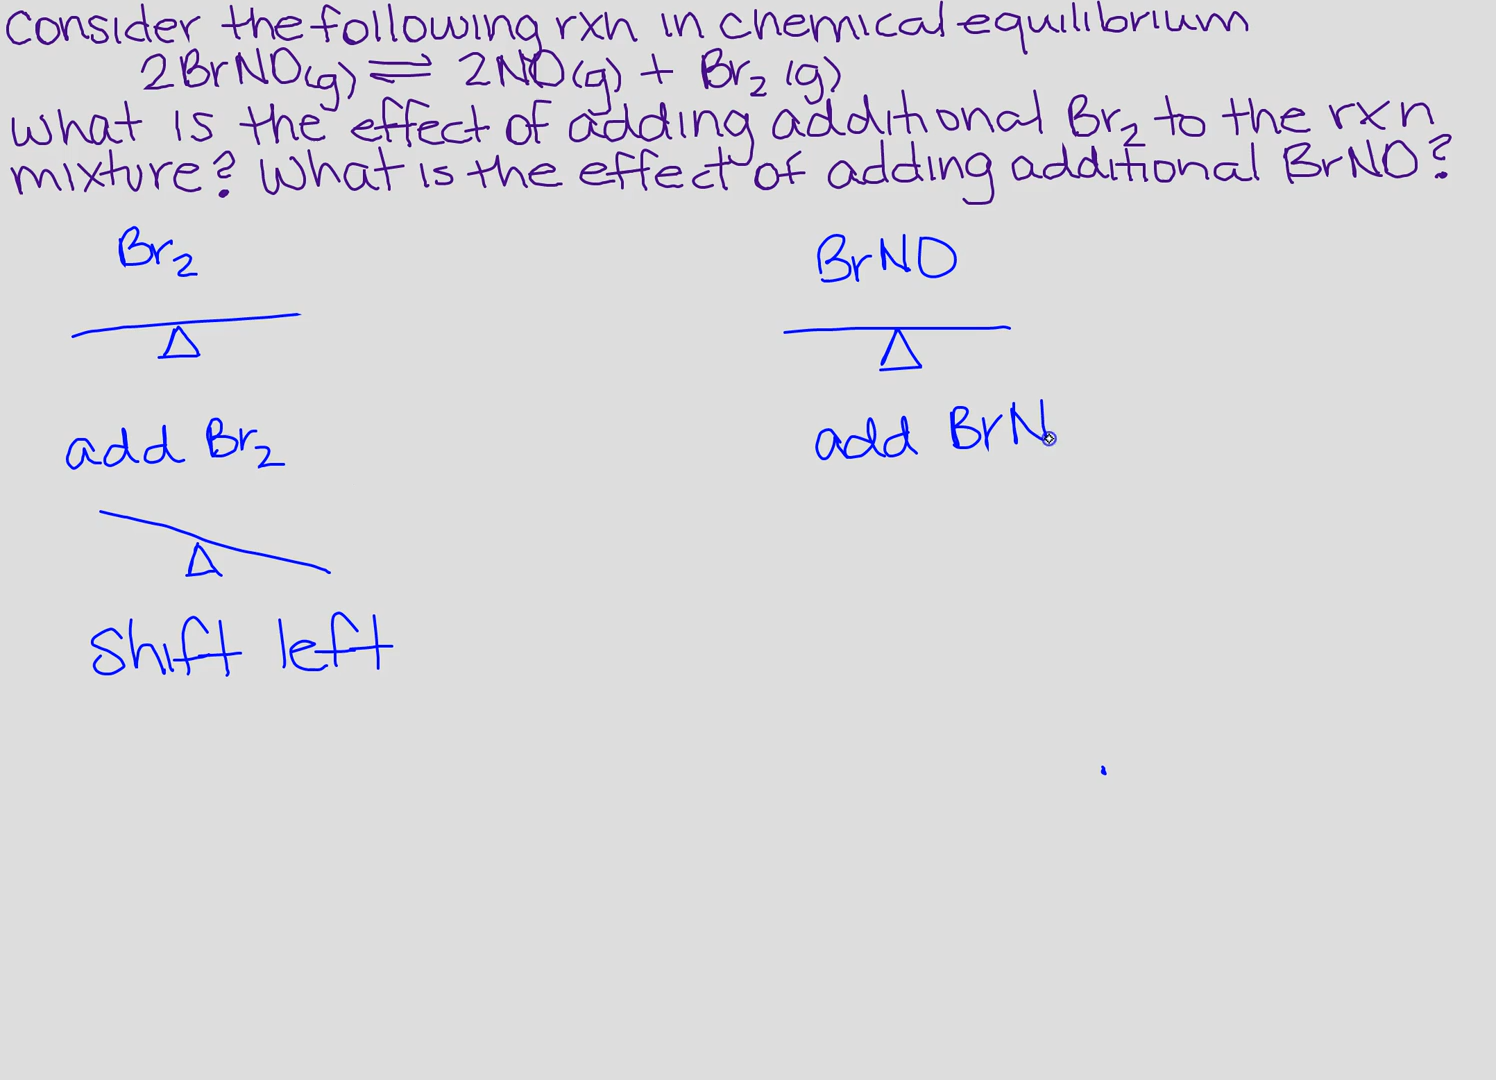 Consider the following rxn in chemical equilibrium
2BrNO(g) ⇌ 2NO(g) + Br₂ (g)
What is the effect of adding additional Br₂ to the rxn
mixture? What is the effect of adding additional BrNO?
Br₂
BrNO
Δ
Δ
add Br₂
add BrN
Δ
Shift left